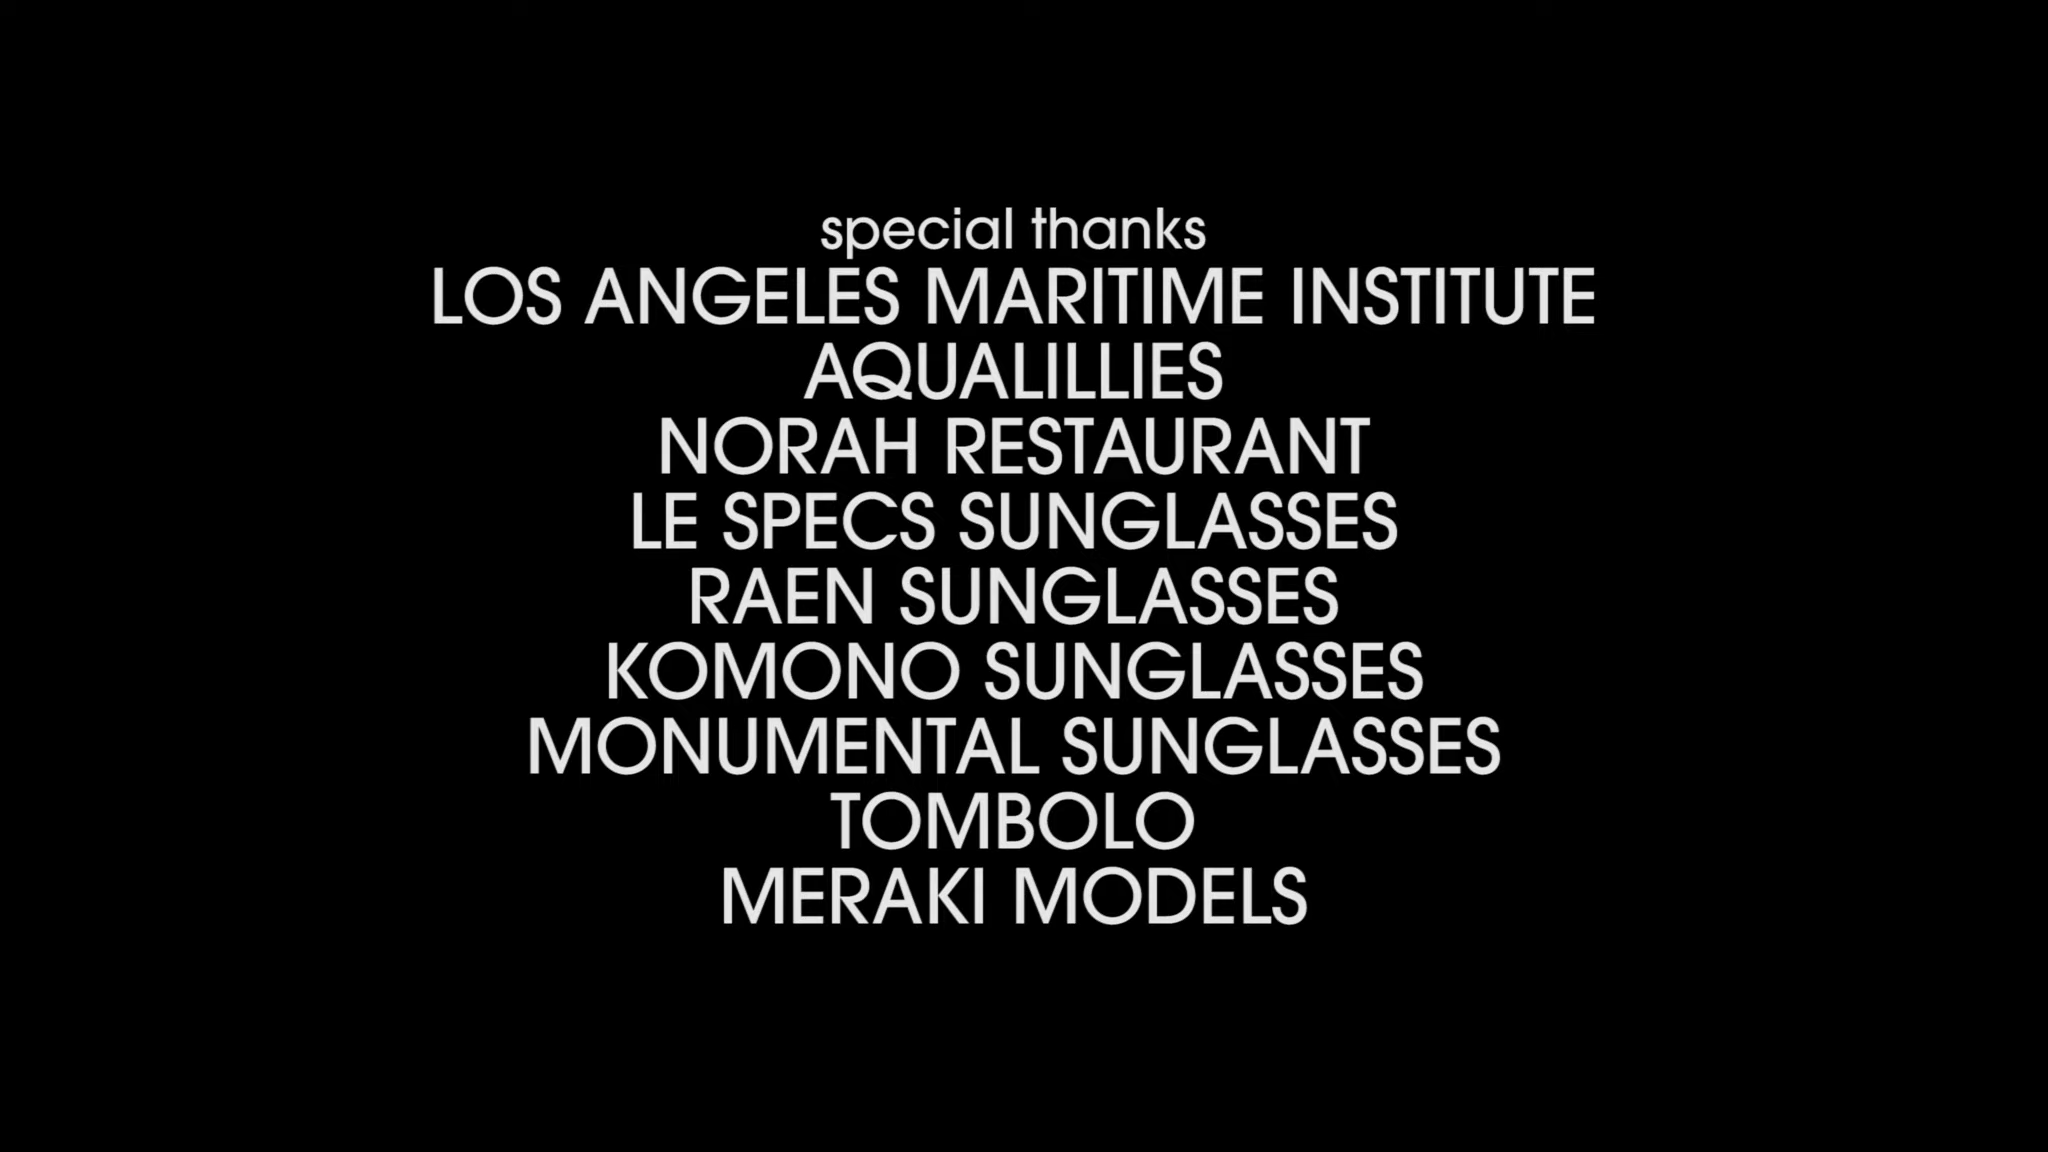 special thanks
LOS ANGELES MARITIME INSTITUTE
AQUALILLIES
NORAH RESTAURANT
LE SPECS SUNGLASSES
RAEN SUNGLASSES
KOMONO SUNGLASSES
MONUMENTAL SUNGLASSES
TOMBOLO
MERAKI MODELS